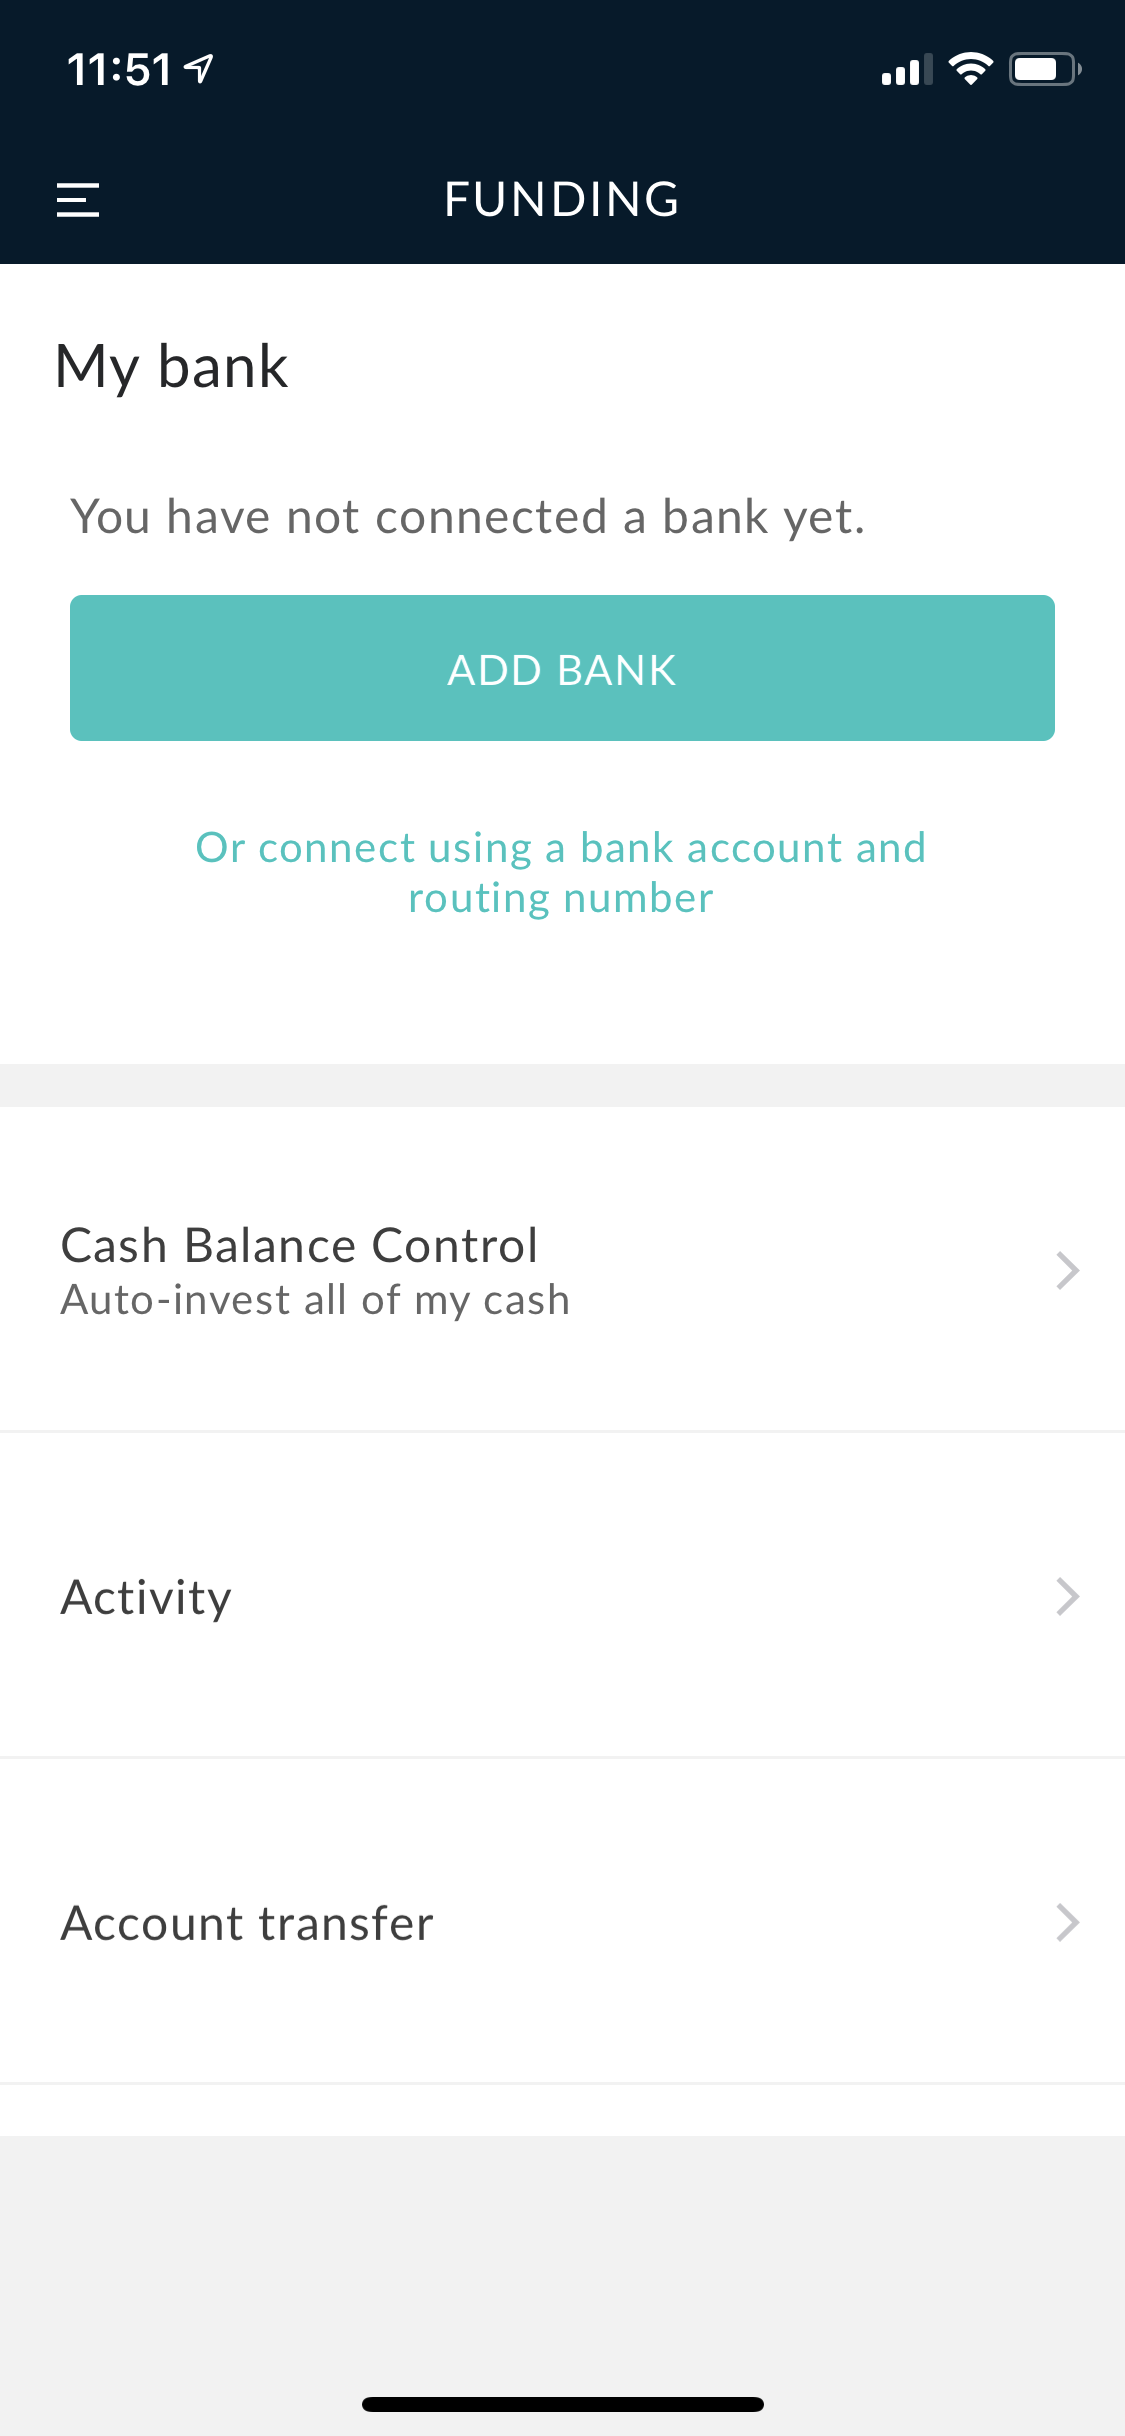 11:51
FUNDING
My bank
You have not connected a bank yet.
ADD BANK
Or connect using a bank account and
routing number
Cash Balance Control
Auto-invest all of my cash
Activity
Account transfer